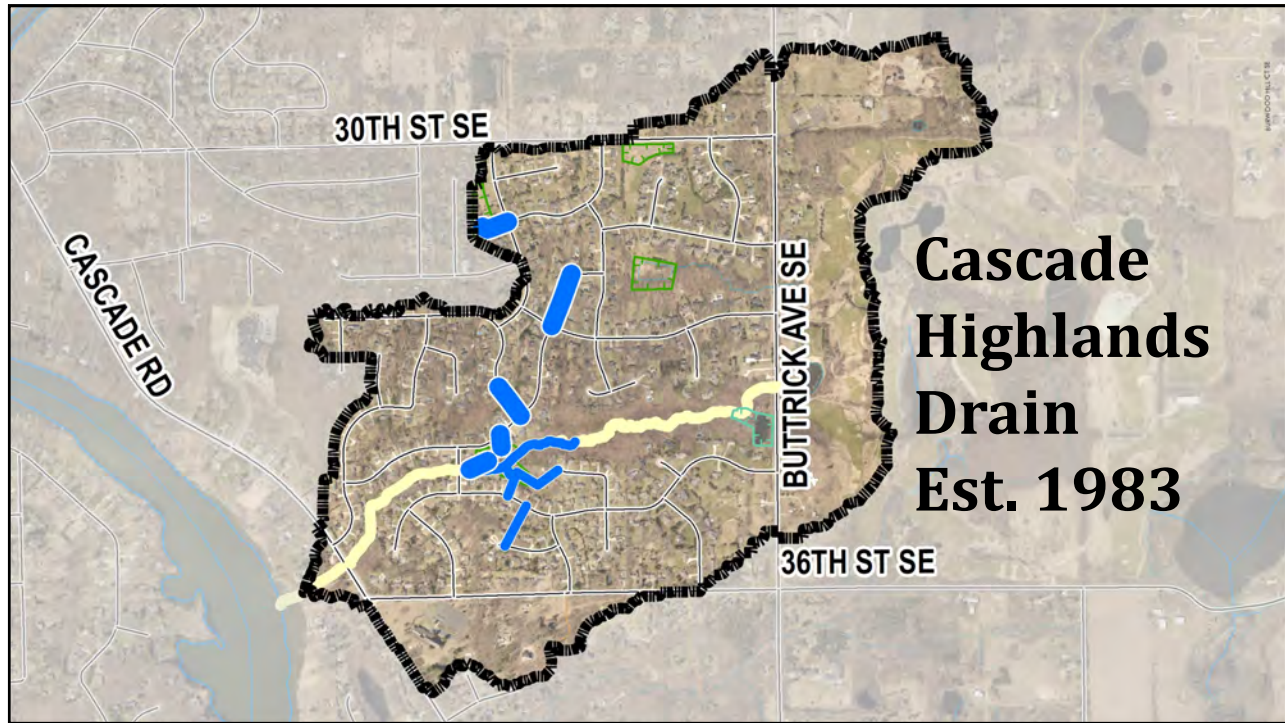 30TH ST SE
CASCADE RD
BUTTRICK AVE SE
Cascade
Highlands
Drain
Est. 1983
36TH ST SE